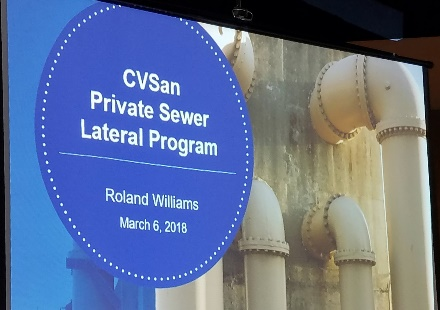 CVSan
Private Sewer
Lateral Program
Roland Williams
March 6, 2018